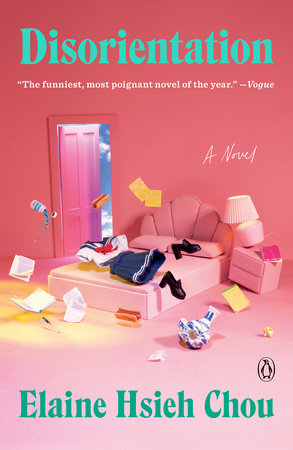 Disorientation
“The funniest, most poignant novel of the year.” —Vogue
A Novel
Elaine Hsieh Chou